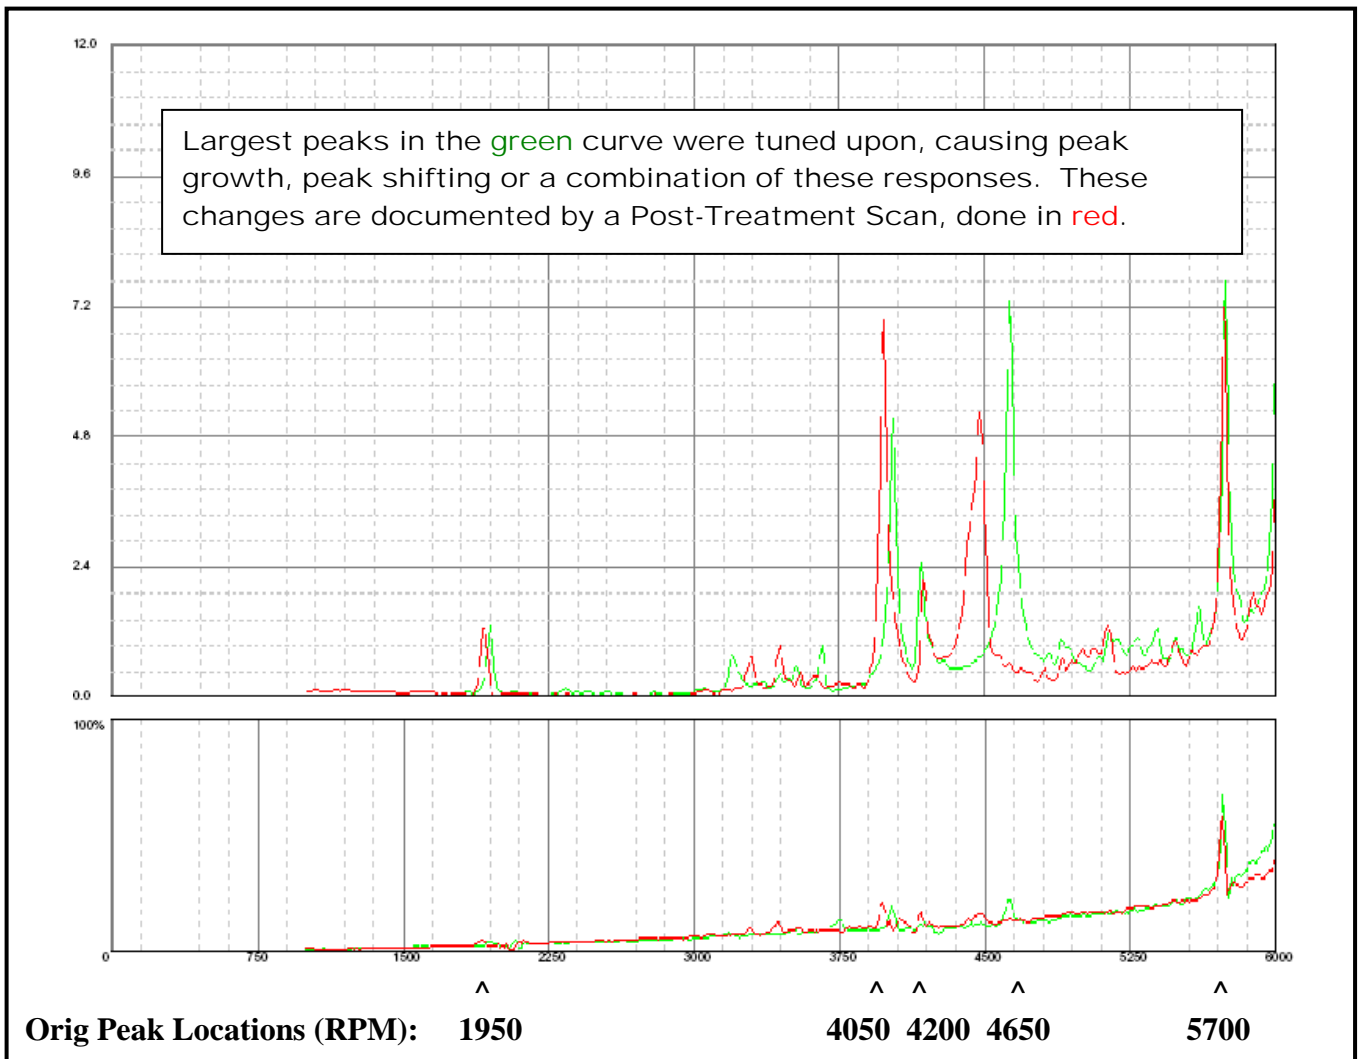 12.0
Largest peaks in the green curve were tuned upon, causing peak
growth, peak shifting or a combination of these responses.  These
changes are documented by a Post-Treatment Scan, done in red.
9.6
7.2
4.8
2.4
0.0
100%
0 750 1500 2250 3000 3750 4500 5250 6000
^ ^ ^ ^ ^
Orig Peak Locations (RPM): 1950 4050 4200 4650 5700